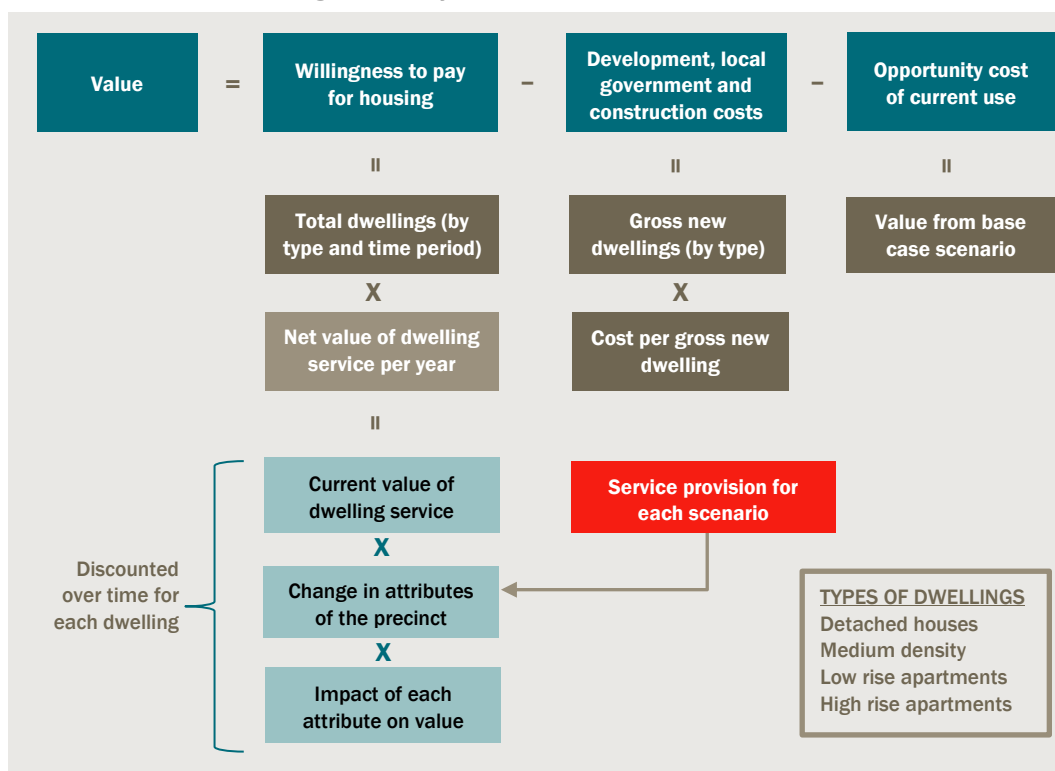 Value
=
Willingness to pay
for housing
–
Development, local
government and
construction costs
–
Opportunity cost
of current use
=
=
=
Total dwellings (by
type and time period)
Gross new
dwellings (by type)
Value from base
case scenario
X
X
Net value of dwelling
service per year
Cost per gross new
dwelling
=
Current value of
dwelling service
Service provision for
each scenario
X
Discounted
over time for
each dwelling
Change in attributes
of the precinct
X
Impact of each
attribute on value
TYPES OF DWELLINGS
Detached houses
Medium density
Low rise apartments
High rise apartments